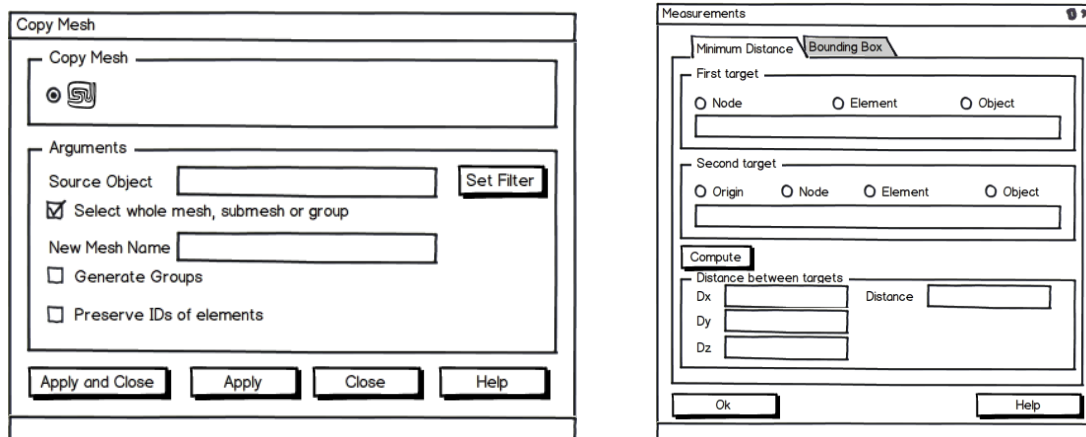 Copy Mesh
Copy Mesh
Arguments
Source Object
Set Filter
Select whole mesh, submesh or group
New Mesh Name
Generate Groups
Preserve IDs of elements
Apply and Close
Apply
Close
Help
Measurements
Minimum Distance
Bounding Box
First target
Node
Element
Object
Second target
Origin
Node
Element
Object
Compute
Distance between targets
Dx
Distance
Dy
Dz
Ok
Help